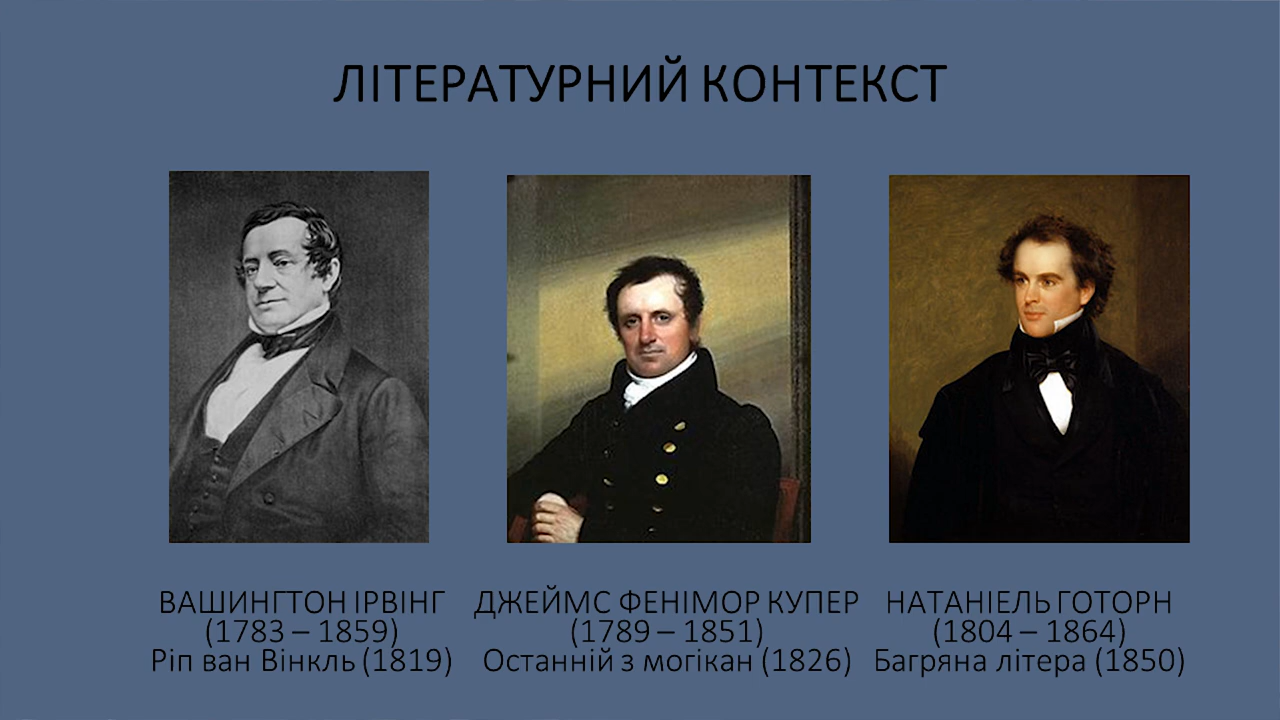 ЛІТЕРАТУРНИЙ КОНТЕКСТ
ВАШИНГТОН ІРВІНГ
(1783 – 1859)
Ріп ван Вінкль (1819)
ДЖЕЙМС ФЕНІМОР КУПЕР
(1789 – 1851)
Останній з могікан (1826)
НАТАНІЕЛЬ ГОТОРН
(1804 – 1864)
Багряна літера (1850)